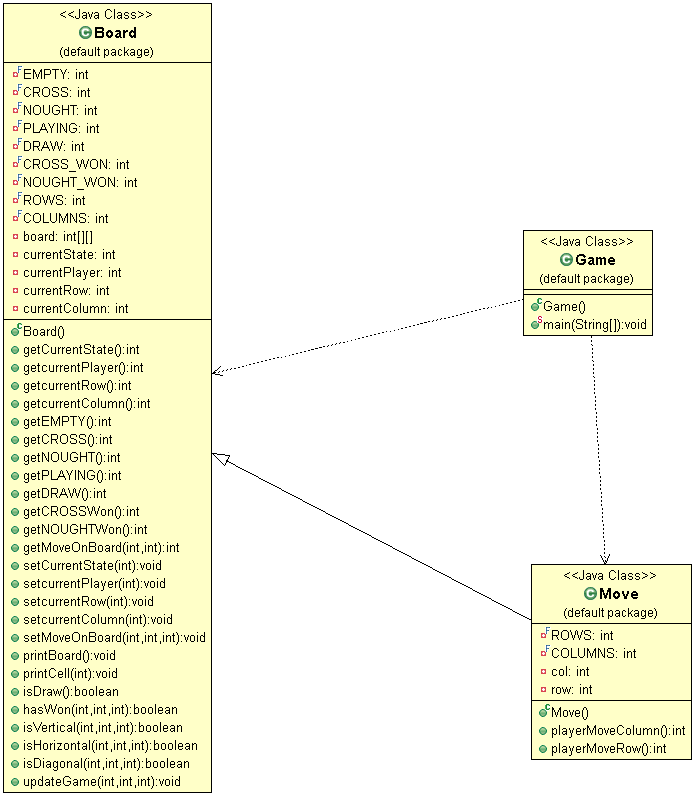 <<Java Class>>
Board
(default package)
EMPTY: int
CROSS: int
NOUGHT: int
PLAYING: int
DRAW: int
CROSS_WON: int
NOUGHT_WON: int
ROWS: int
COLUMNS: int
board: int[][]
currentState: int
currentPlayer: int
currentRow: int
currentColumn: int
Board()
getCurrentState():int
getcurrentPlayer():int
getcurrentRow():int
getcurrentColumn():int
getEMPTY():int
getCROSS():int
getNOUGHT():int
getPLAYING():int
getDRAW():int
getCROSSWon():int
getNOUGHTWon():int
getMoveOnBoard(int,int):int
setCurrentState(int):void
setcurrentPlayer(int):void
setcurrentRow(int):void
setcurrentColumn(int):void
setMoveOnBoard(int,int,int):void
printBoard():void
printCell(int):void
isDraw():boolean
hasWon(int,int,int):boolean
isVertical(int,int,int):boolean
isHorizontal(int,int,int):boolean
isDiagonal(int,int,int):boolean
updateGame(int,int,int):void
<<Java Class>>
Game
(default package)
Game()
main(String[]):void
<<Java Class>>
Move
(default package)
ROWS: int
COLUMNS: int
col: int
row: int
Move()
playerMoveColumn():int
playerMoveRow():int